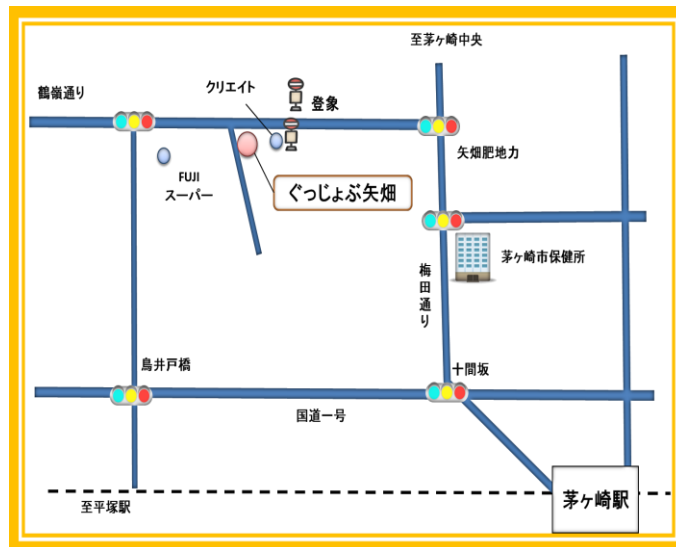 至茅ヶ崎中央
クリエイト
鶴嶺通り
登象
矢畑肥地力
FUJI
スーパー
ぐっじょぶ矢畑
茅ヶ崎市保健所
梅田通り
鳥井戸橋
十間坂
国道一号
茅ヶ崎駅
至平塚駅